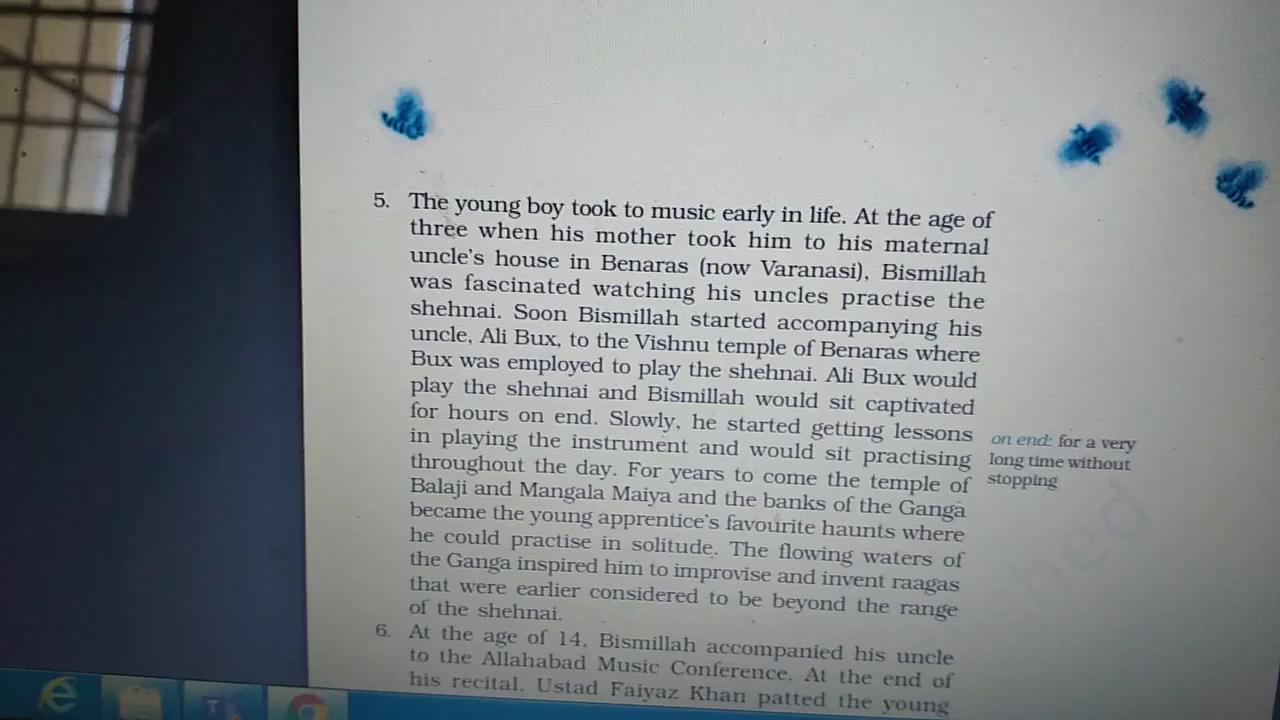 5. The young boy took to music early in life. At the age of
three when his mother took him to his maternal
uncle's house in Benaras (now Varanasi), Bismillah
was fascinated watching his uncles practise the
shehnai. Soon Bismillah started accompanying his
uncle, Ali Bux, to the Vishnu temple of Benaras where
Bux was employed to play the shehnai. Ali Bux would
play the shehnai and Bismillah would sit captivated
for hours on end. Slowly, he started getting lessons
in playing the instrument and would sit practising
throughout the day. For years to come the temple of
Balaji and Mangala Maiya and the banks of the Ganga
became the young apprentice's favourite haunts where
he could practise in solitude. The flowing waters of
the Ganga inspired him to improvise and invent raagas
that were earlier considered to be beyond the range
of the shehnai.
on end: for a very
long time without
stopping
6. At the age of 14, Bismillah accompanied his uncle
to the Allahabad Music Conference. At the end of
his recital, Ustad Faiyaz Khan patted the young